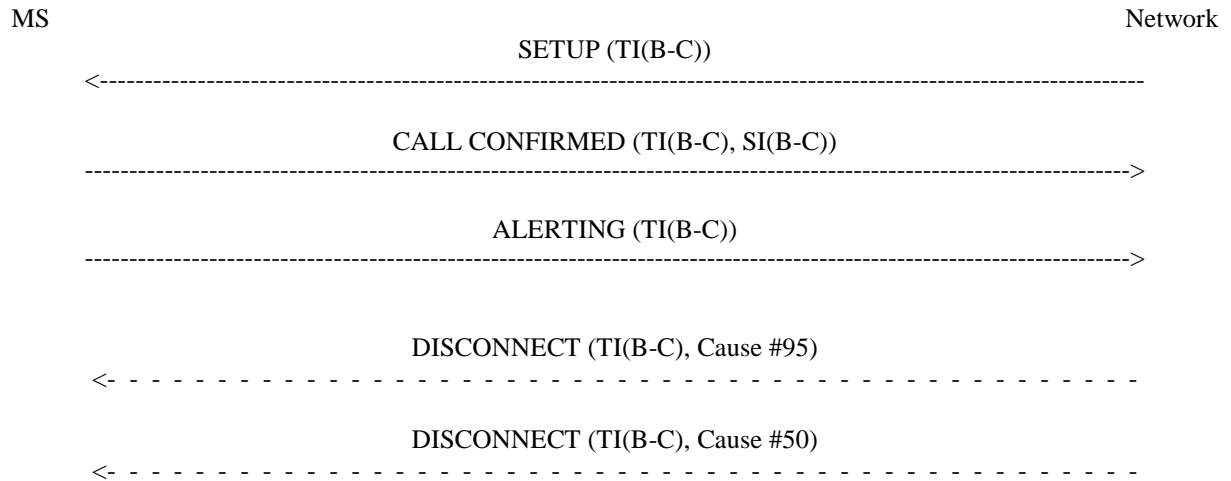 MS Network
SETUP (TI(B-C))
<----------------------------------------------------------------------------------------------------------------------
CALL CONFIRMED (TI(B-C), SI(B-C))
---------------------------------------------------------------------------------------------------------------------->
ALERTING (TI(B-C))
---------------------------------------------------------------------------------------------------------------------->
DISCONNECT (TI(B-C), Cause #95)
<- - - - - - - - - - - - - - - - - - - - - - - - - - - - - - - - - - - - - - - - - - - - - - - - - - - - - - - - -
DISCONNECT (TI(B-C), Cause #50)
<- - - - - - - - - - - - - - - - - - - - - - - - - - - - - - - - - - - - - - - - - - - - - - - - - - - - - - - - -